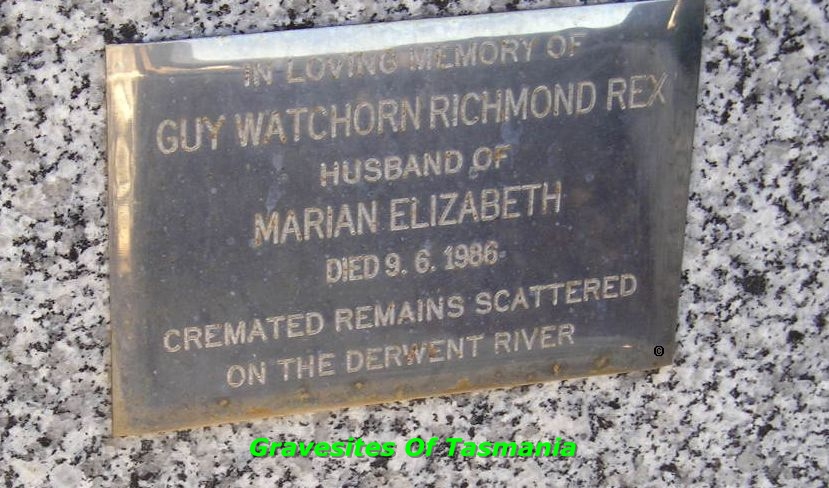 IN LOVING MEMORY OF
GUY WATCHORN RICHMOND REX
HUSBAND OF
MARIAN ELIZABETH
DIED 9. 6. 1986
CREMATED REMAINS SCATTERED
ON THE DERWENT RIVER
©
Gravesites Of Tasmania